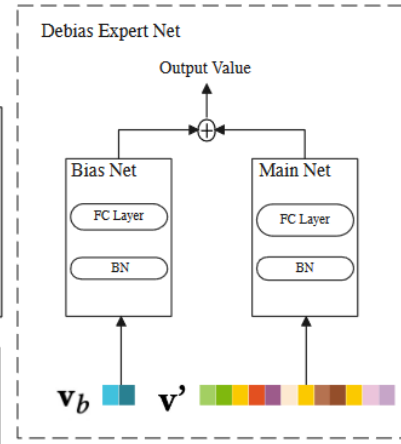 Debias Expert Net
Output Value
Bias Net
Main Net
FC Layer
FC Layer
BN
BN
v_b
v'